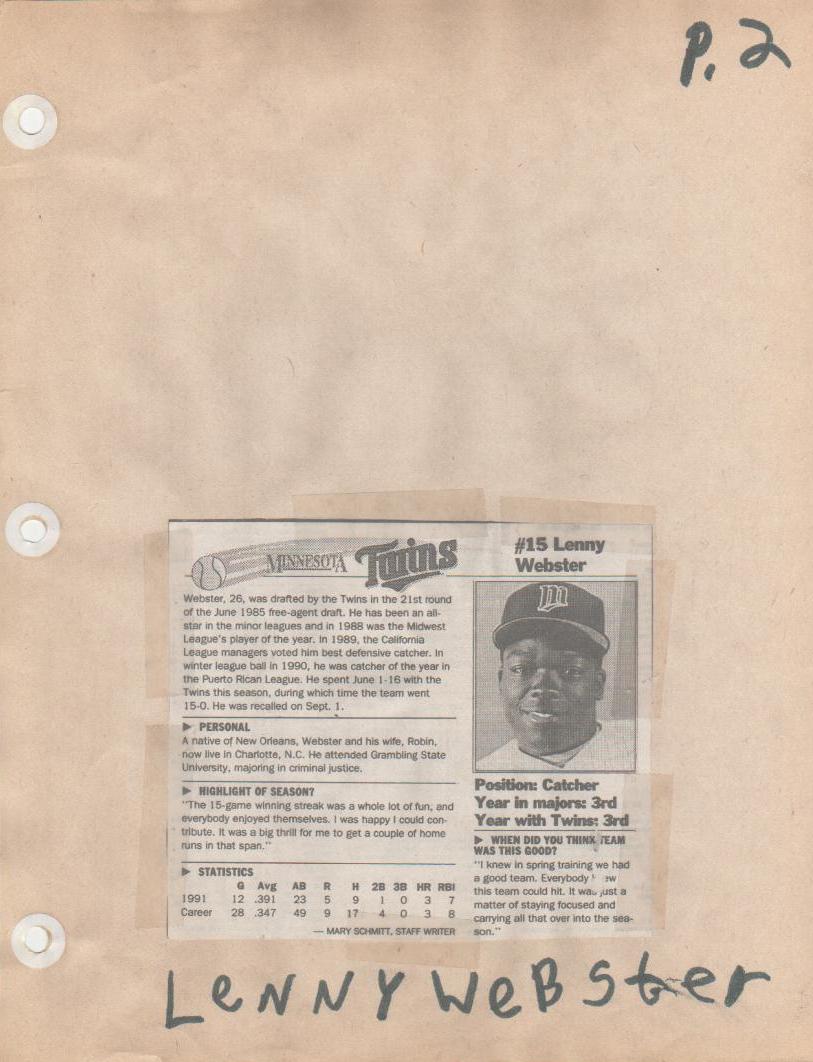 P. 2
MINNESOTA Twins
#15 Lenny
Webster
Webster, 26, was drafted by the Twins in the 21st round
of the June 1985 free-agent draft. He has been an all-
star in the minor leagues and in 1988 was the Midwest
League's player of the year. In 1989, the California
League managers voted him best defensive catcher. In
winter league ball in 1990, he was catcher of the year in
the Puerto Rican League. He spent June 1-16 with the
Twins this season, during which time the team went
15-0. He was recalled on Sept. 1.
▶ PERSONAL
A native of New Orleans, Webster and his wife, Robin,
now live in Charlotte, N.C. He attended Grambling State
University, majoring in criminal justice.
▶ HIGHLIGHT OF SEASON?
"The 15-game winning streak was a whole lot of fun, and
everybody enjoyed themselves. I was happy I could con-
tribute. It was a big thrill for me to get a couple of home
runs in that span."
▶ STATISTICS
G Avg AB R H 2B 3B HR RBI
1991 12 .391 23 5 9 1 0 3 7
Career 28 .347 49 9 17 4 0 3 8
— MARY SCHMITT, STAFF WRITER
m
Position: Catcher
Year in majors: 3rd
Year with Twins: 3rd
▶ WHEN DID YOU THINK TEAM
WAS THIS GOOD?
"I knew in spring training we had
a good team. Everybody
this team could hit. It was just a
matter of staying focused and
carrying all that over into the sea-
son."
LeNNY WeBSter